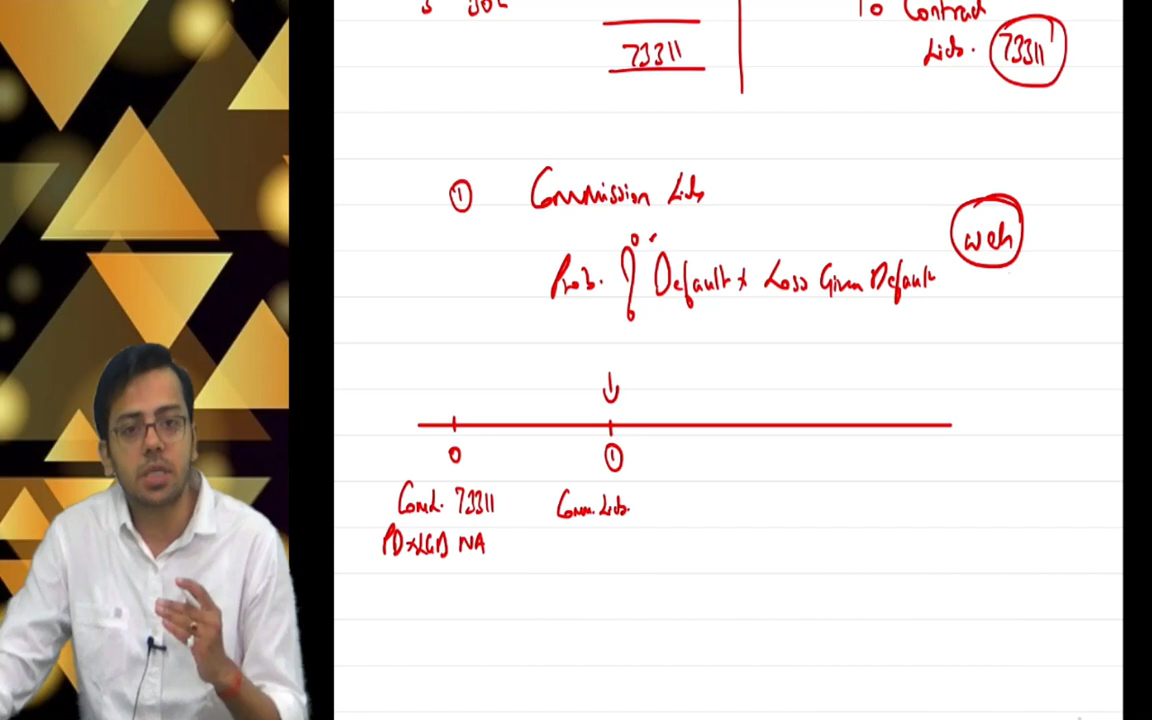 To Contract
73311
Liab. 73311
① Commission Liab
Prob. of Default x Loss Given Default
wch
0 ①
Coml. 73311 Comm. Liab.
PD x LGD NA